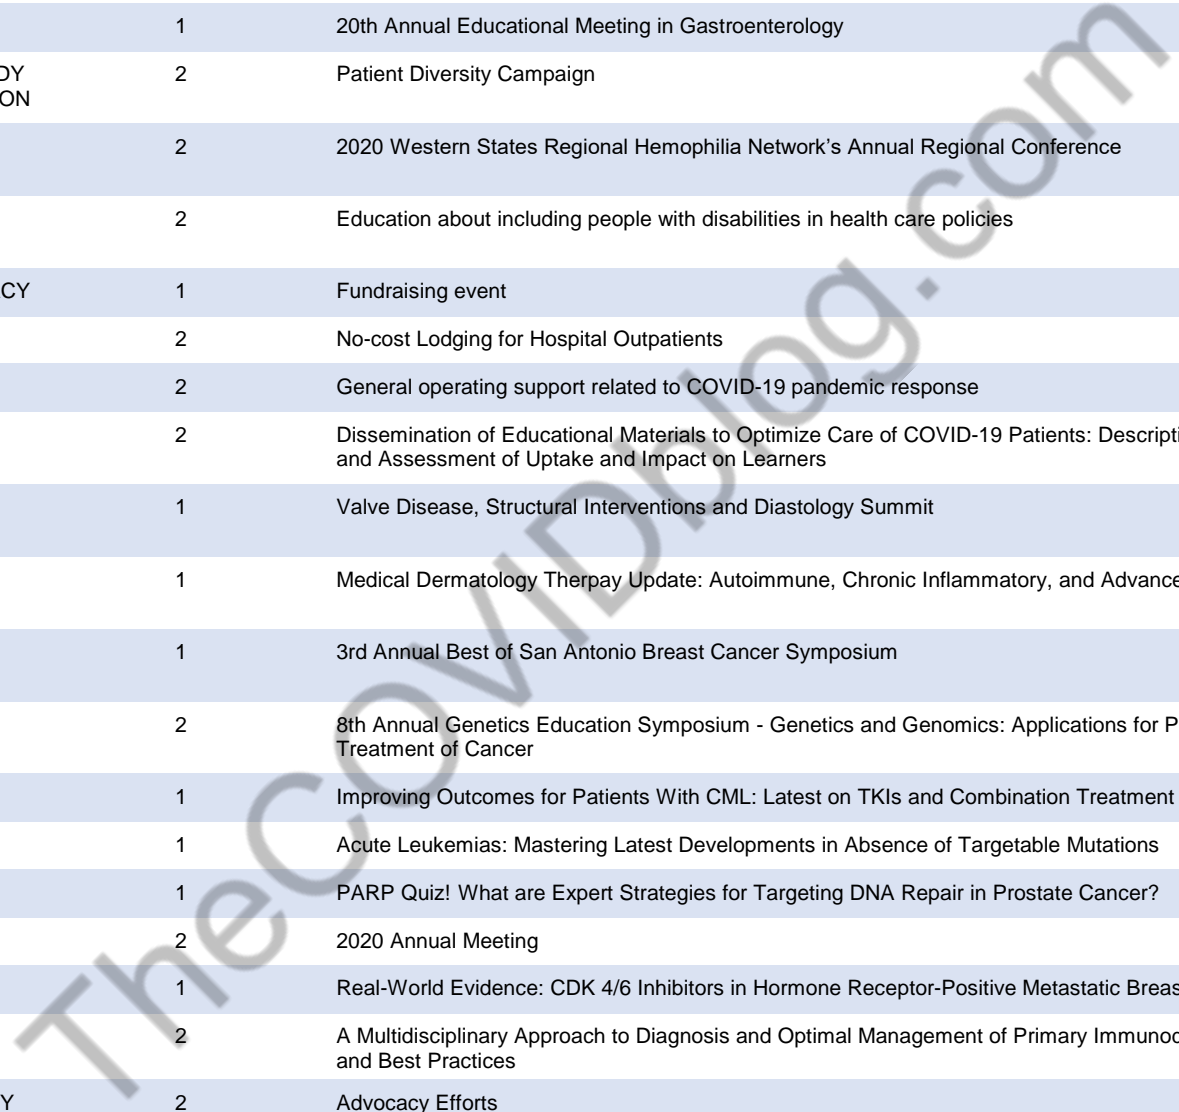 1 20th Annual Educational Meeting in Gastroenterology
DY 2 Patient Diversity Campaign
ON
2 2020 Western States Regional Hemophilia Network's Annual Regional Conference
2 Education about including people with disabilities in health care policies
CY 1 Fundraising event
2 No-cost Lodging for Hospital Outpatients
2 General operating support related to COVID-19 pandemic response
2 Dissemination of Educational Materials to Optimize Care of COVID-19 Patients: Descripti
and Assessment of Uptake and Impact on Learners
1 Valve Disease, Structural Interventions and Diastology Summit
1 Medical Dermatology Therpay Update: Autoimmune, Chronic Inflammatory, and Advance
1 3rd Annual Best of San Antonio Breast Cancer Symposium
2 8th Annual Genetics Education Symposium - Genetics and Genomics: Applications for P
Treatment of Cancer
1 Improving Outcomes for Patients With CML: Latest on TKIs and Combination Treatment
1 Acute Leukemias: Mastering Latest Developments in Absence of Targetable Mutations
1 PARP Quiz! What are Expert Strategies for Targeting DNA Repair in Prostate Cancer?
2 2020 Annual Meeting
1 Real-World Evidence: CDK 4/6 Inhibitors in Hormone Receptor-Positive Metastatic Breas
2 A Multidisciplinary Approach to Diagnosis and Optimal Management of Primary Immunod
and Best Practices
Y 2 Advocacy Efforts
TheCOVIDblog.com